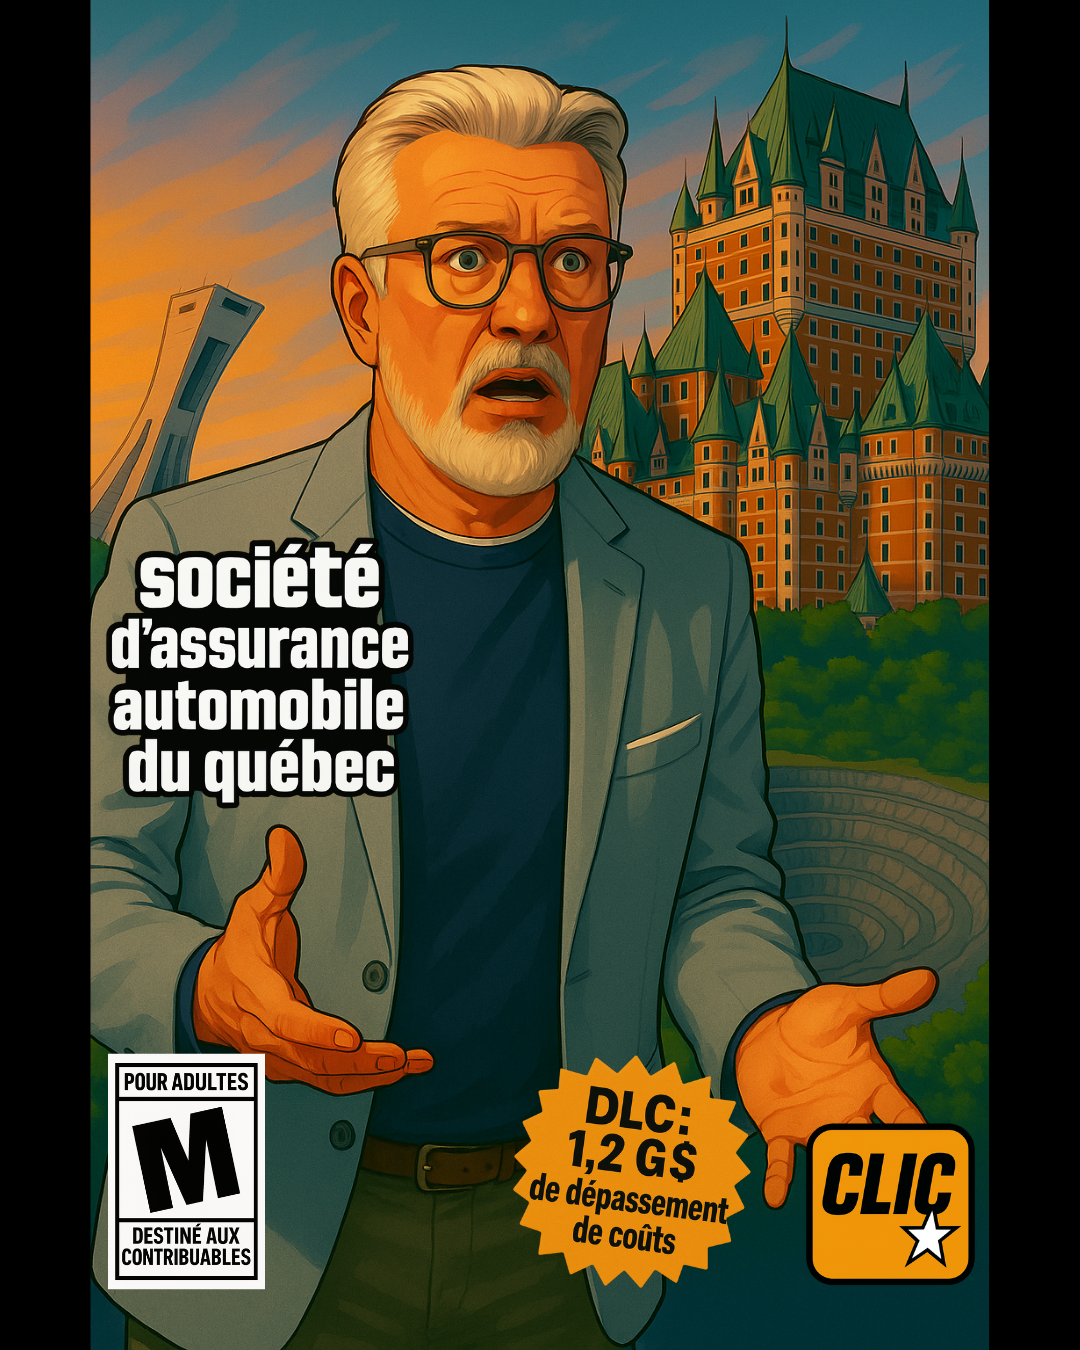 société
d'assurance
automobile
du québec
POUR ADULTES
M
DESTINÉ AUX
CONTRIBUABLES
DLC:
1,2 G$
de dépassement
de coûts
CLIC